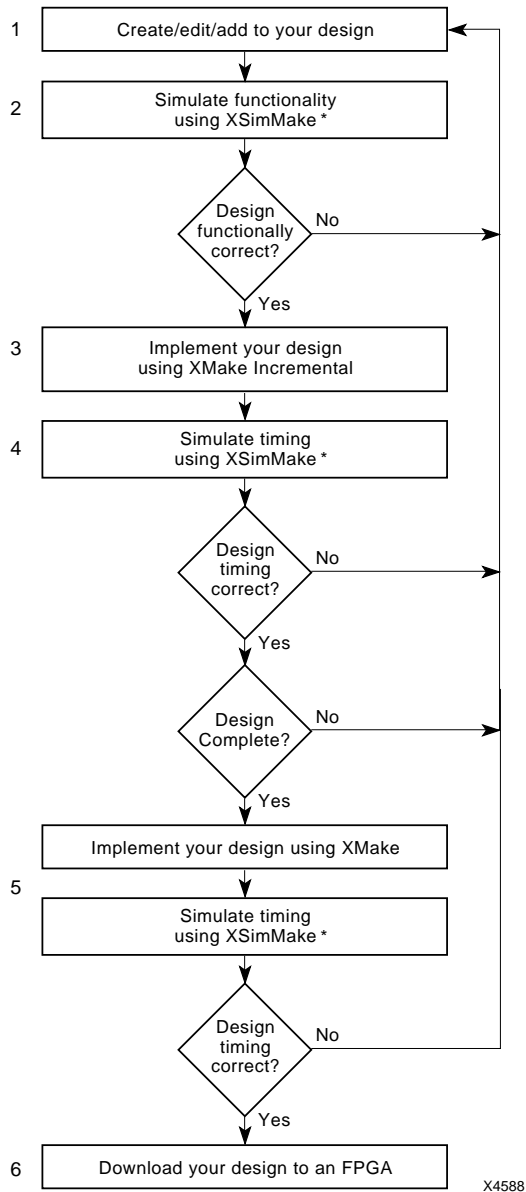 1
Create/edit/add to your design
2
Simulate functionality
using XSimMake *
Design
functionally
correct?
No
Yes
3
Implement your design
using XMake Incremental
4
Simulate timing
using XSimMake *
Design
timing
correct?
No
Yes
Design
Complete?
No
Yes
Implement your design using XMake
5
Simulate timing
using XSimMake *
Design
timing
correct?
No
Yes
6
Download your design to an FPGA
X4588